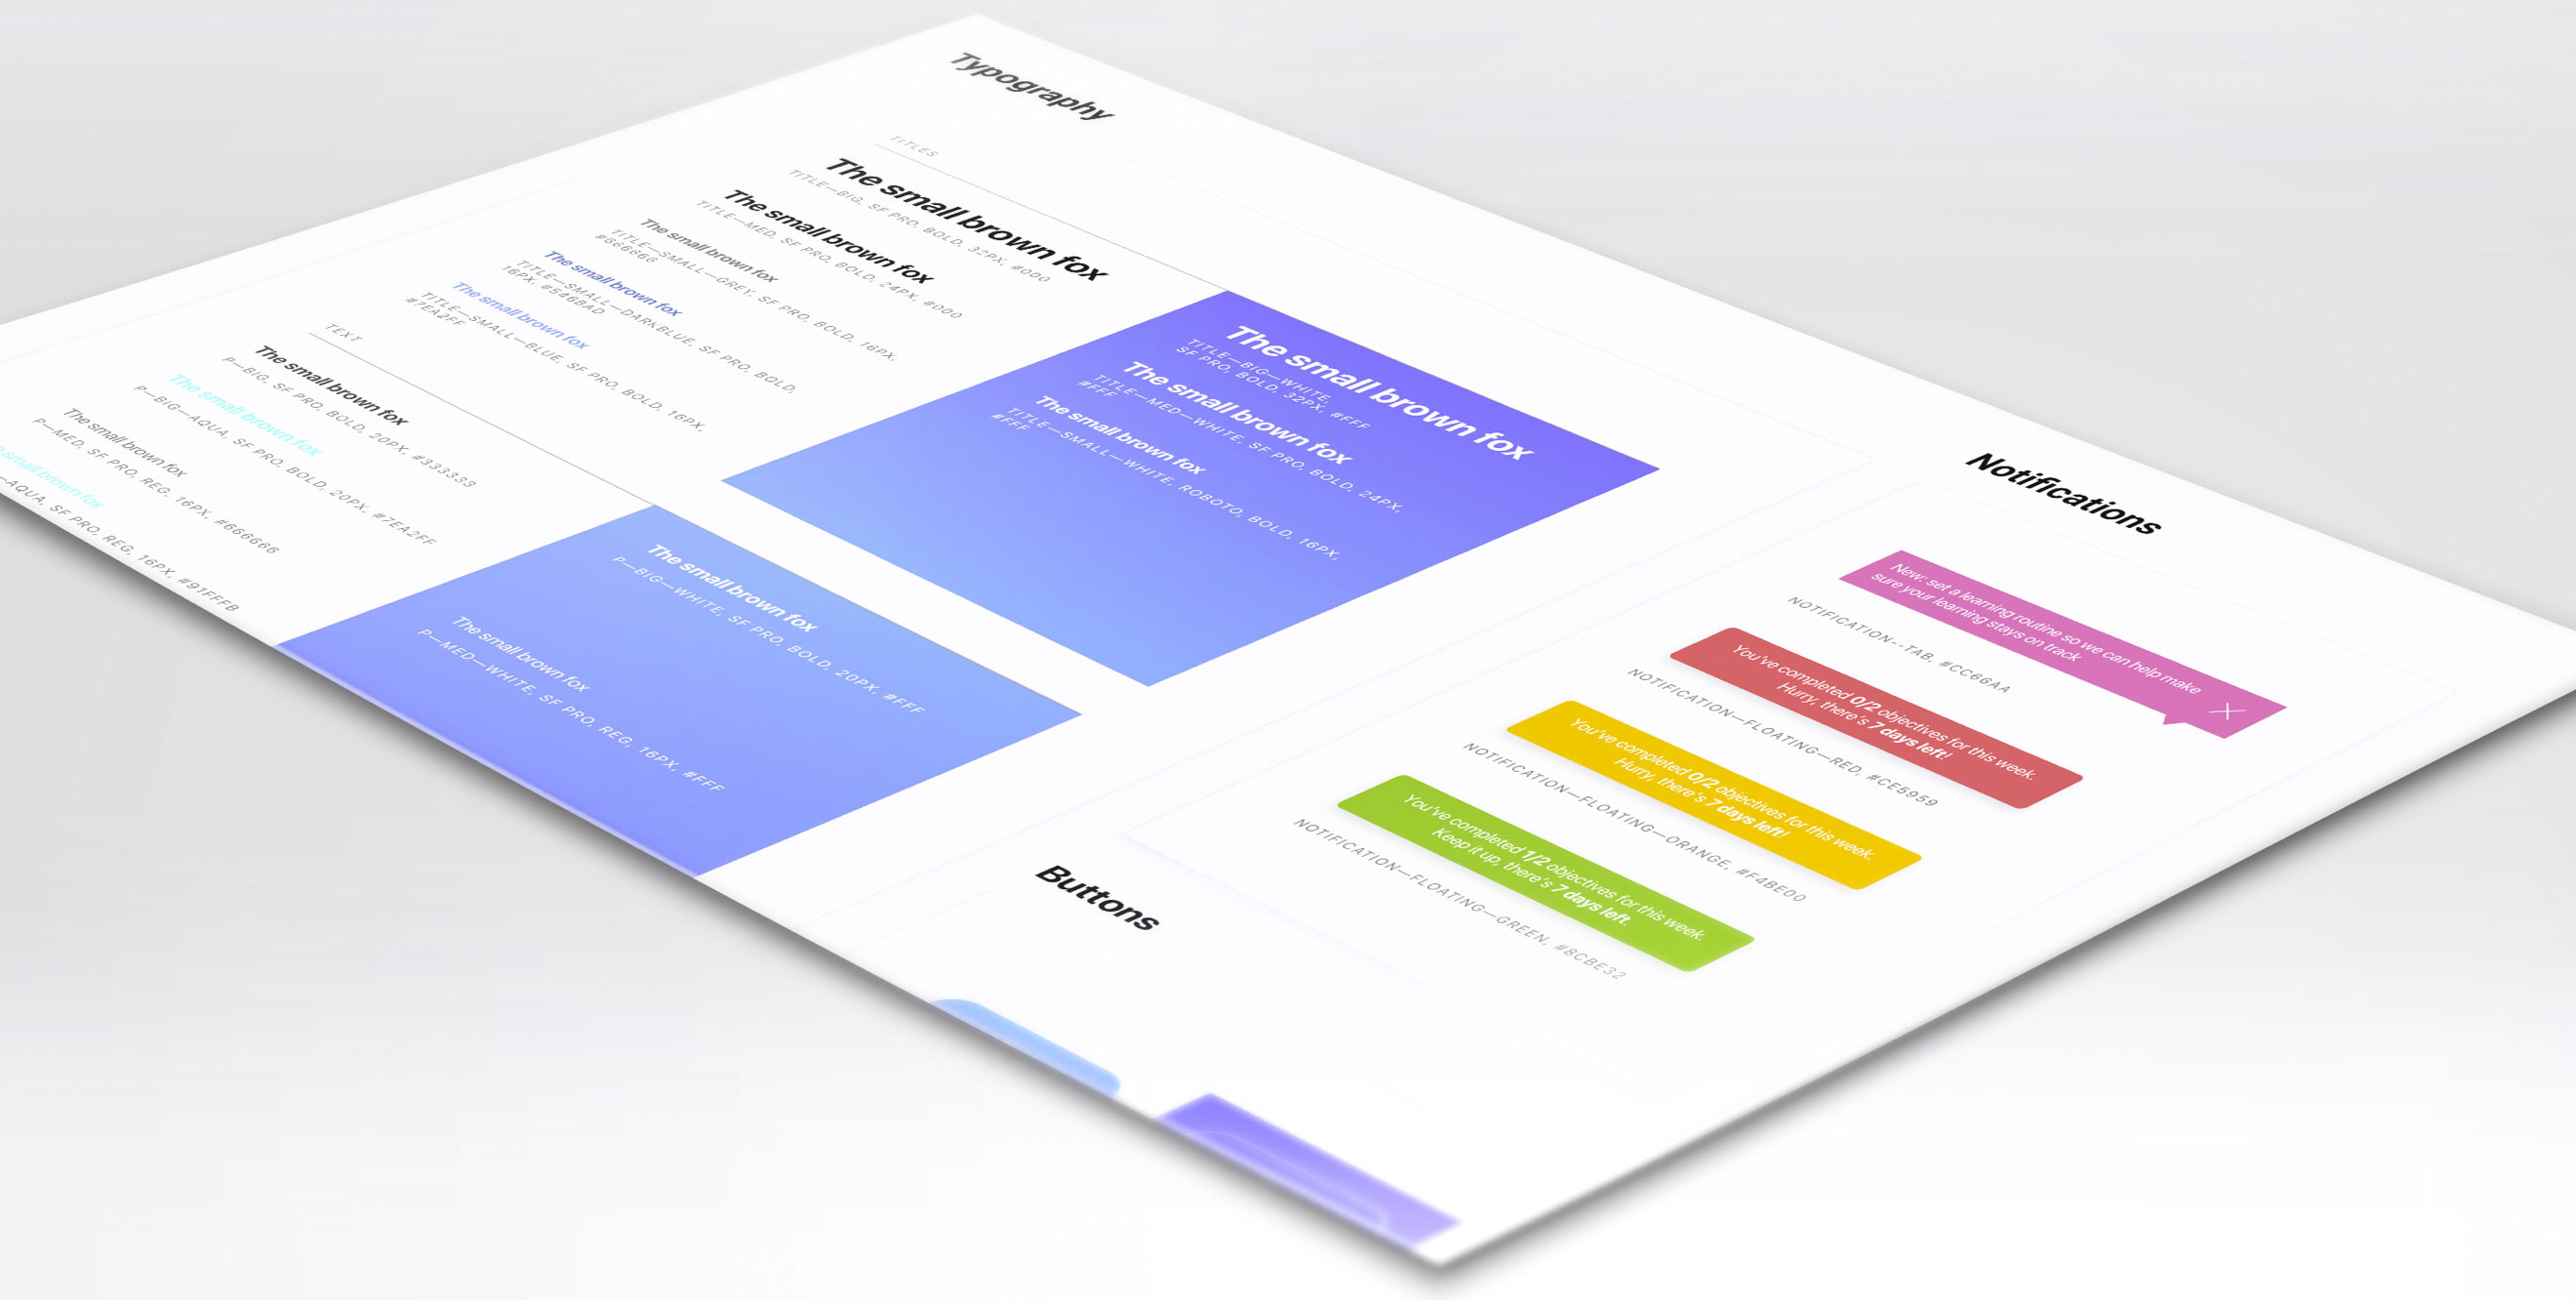 Typography
TITLES
The small brown fox
TITLE—BIG, SF PRO, BOLD, 32PX, #000
The small brown fox
TITLE—MED, SF PRO, BOLD, 24PX, #000
The small brown fox
TITLE—SMALL—GREY, SF PRO, BOLD, 16PX,
#666666
The small brown fox
TITLE—SMALL—DARKBLUE, SF PRO, BOLD,
16PX, #546BAD
The small brown fox
TITLE—SMALL—BLUE, SF PRO, BOLD, 16PX,
#7EA2FF
The small brown fox
TITLE—BIG—WHITE,
SF PRO, BOLD, 32PX, #FFF
The small brown fox
TITLE—MED—WHITE, SF PRO, BOLD, 24PX,
#FFF
The small brown fox
TITLE—SMALL—WHITE, ROBOTO, BOLD, 16PX,
#FFF
TEXT
The small brown fox
P—BIG, SF PRO, BOLD, 20PX, #333333
The small brown fox
P—BIG—AQUA, SF PRO, BOLD, 20PX, #7EA2FF
The small brown fox
P—MED, SF PRO, REG, 16PX, #666666
small brown fox
—AQUA, SF PRO, REG, 16PX, #91FFFB
The small brown fox
P—BIG—WHITE, SF PRO, BOLD, 20PX, #FFF
The small brown fox
P—MED—WHITE, SF PRO, REG, 16PX, #FFF
Notifications
New: set a learning routine so we can help make
sure your learning stays on track
NOTIFICATION--TAB, #CC66AA
You've completed 0/2 objectives for this week.
Hurry, there's 7 days left!
NOTIFICATION—FLOATING—RED, #CE5959
You've completed 0/2 objectives for this week.
Hurry, there's 7 days left!
NOTIFICATION—FLOATING—ORANGE, #F4BE00
You've completed 1/2 objectives for this week.
Keep it up, there's 7 days left.
NOTIFICATION—FLOATING—GREEN, #8CBE32
Buttons